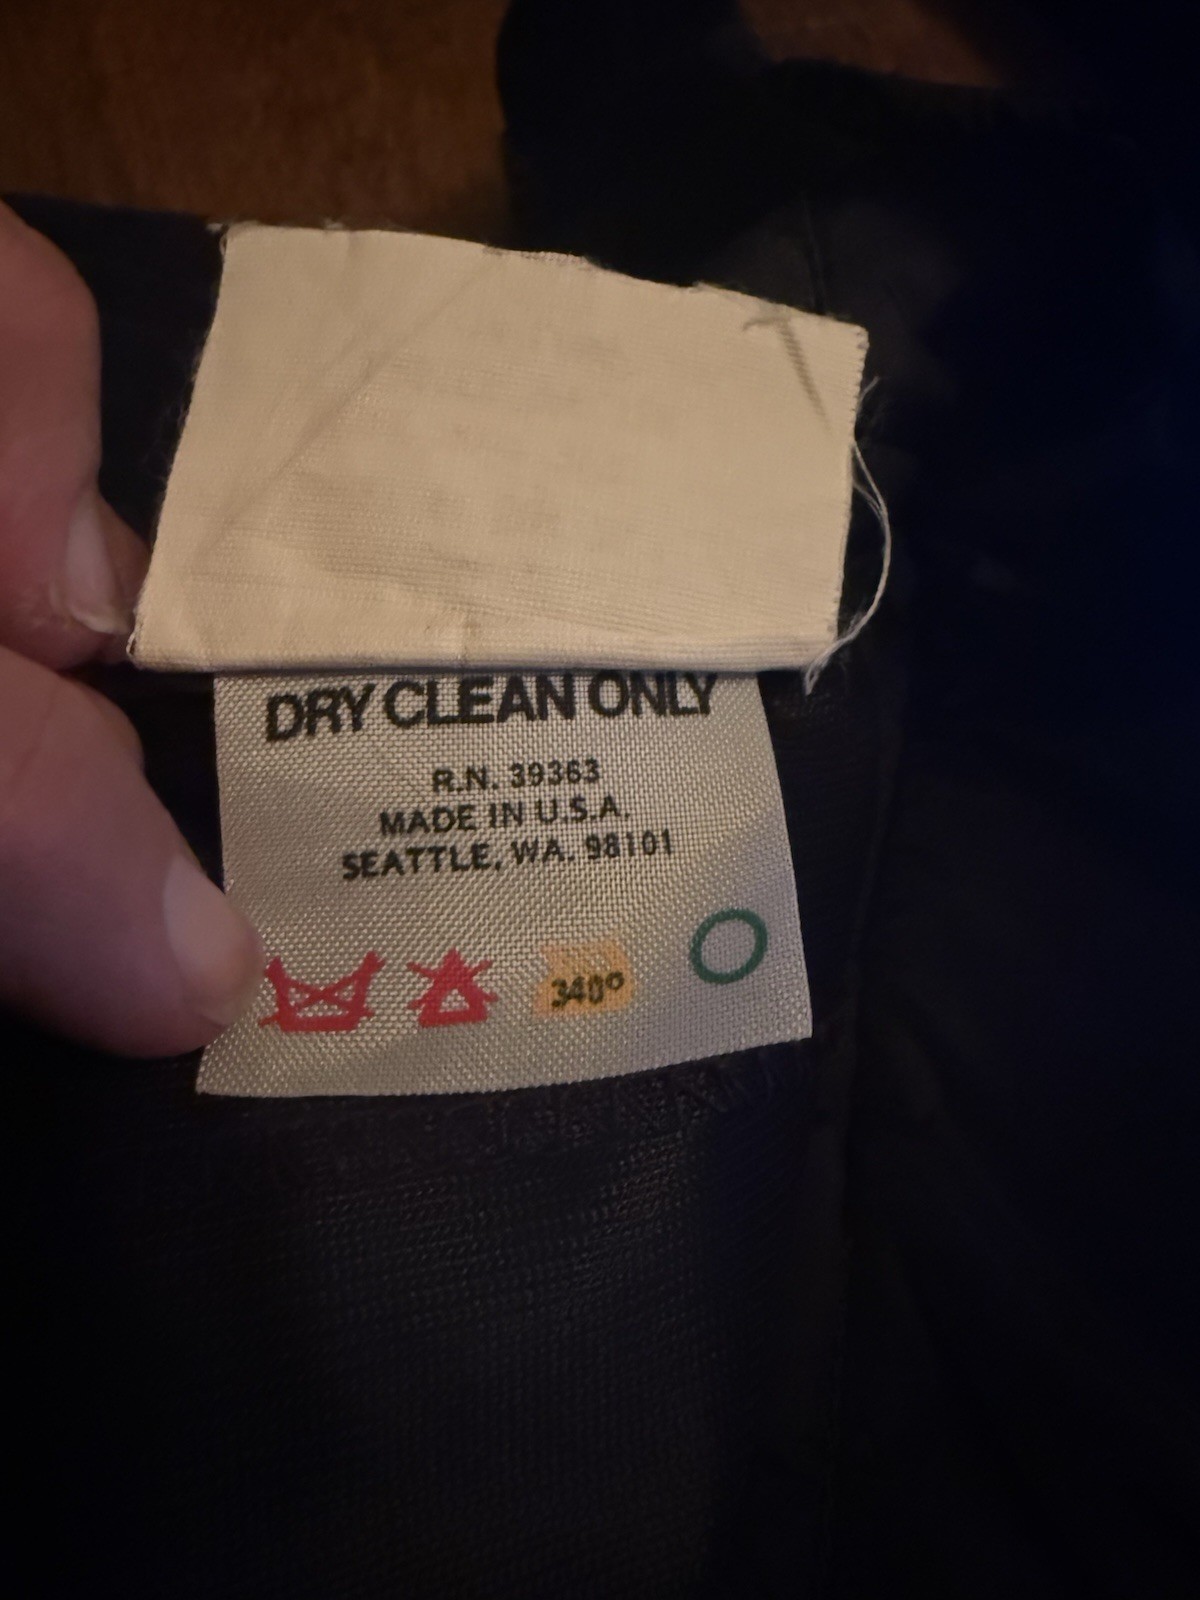 DRY CLEAN ONLY
R.N. 39363
MADE IN U.S.A.
SEATTLE, WA. 98101
340°